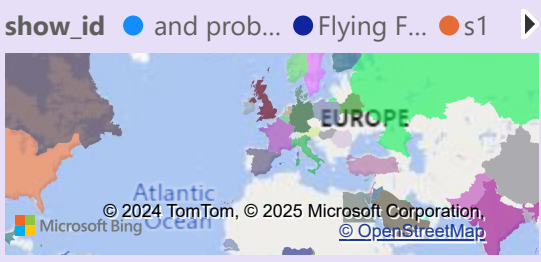 show_id and prob... Flying F... s1
EUROPE
Atlantic
Ocean
© 2024 TomTom, © 2025 Microsoft Corporation,
Microsoft Bing
© OpenStreetMap